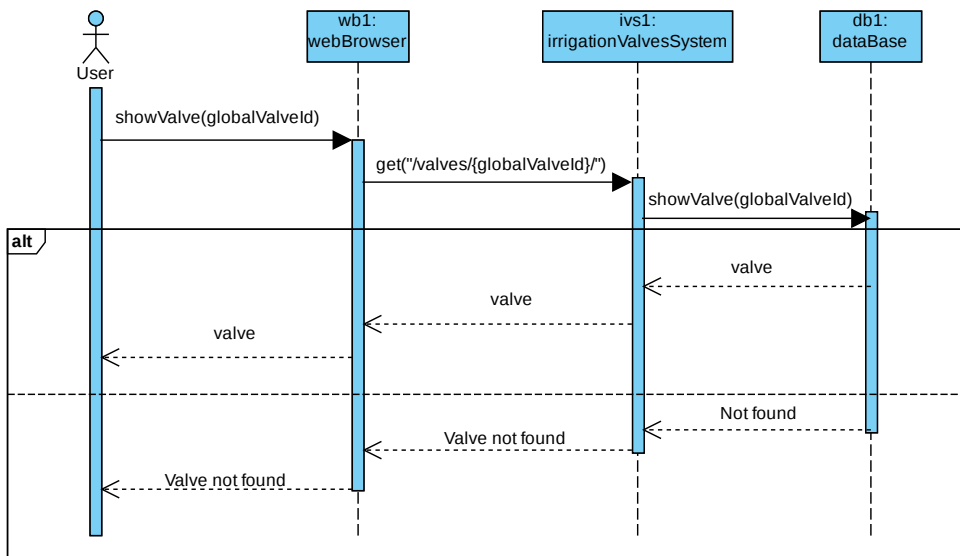 User
wb1:
webBrowser
ivs1:
irrigationValvesSystem
db1:
dataBase
showValve(globalValveId)
get("/valves/{globalValveId}/")
showValve(globalValveId)
alt
valve
valve
valve
Not found
Valve not found
Valve not found